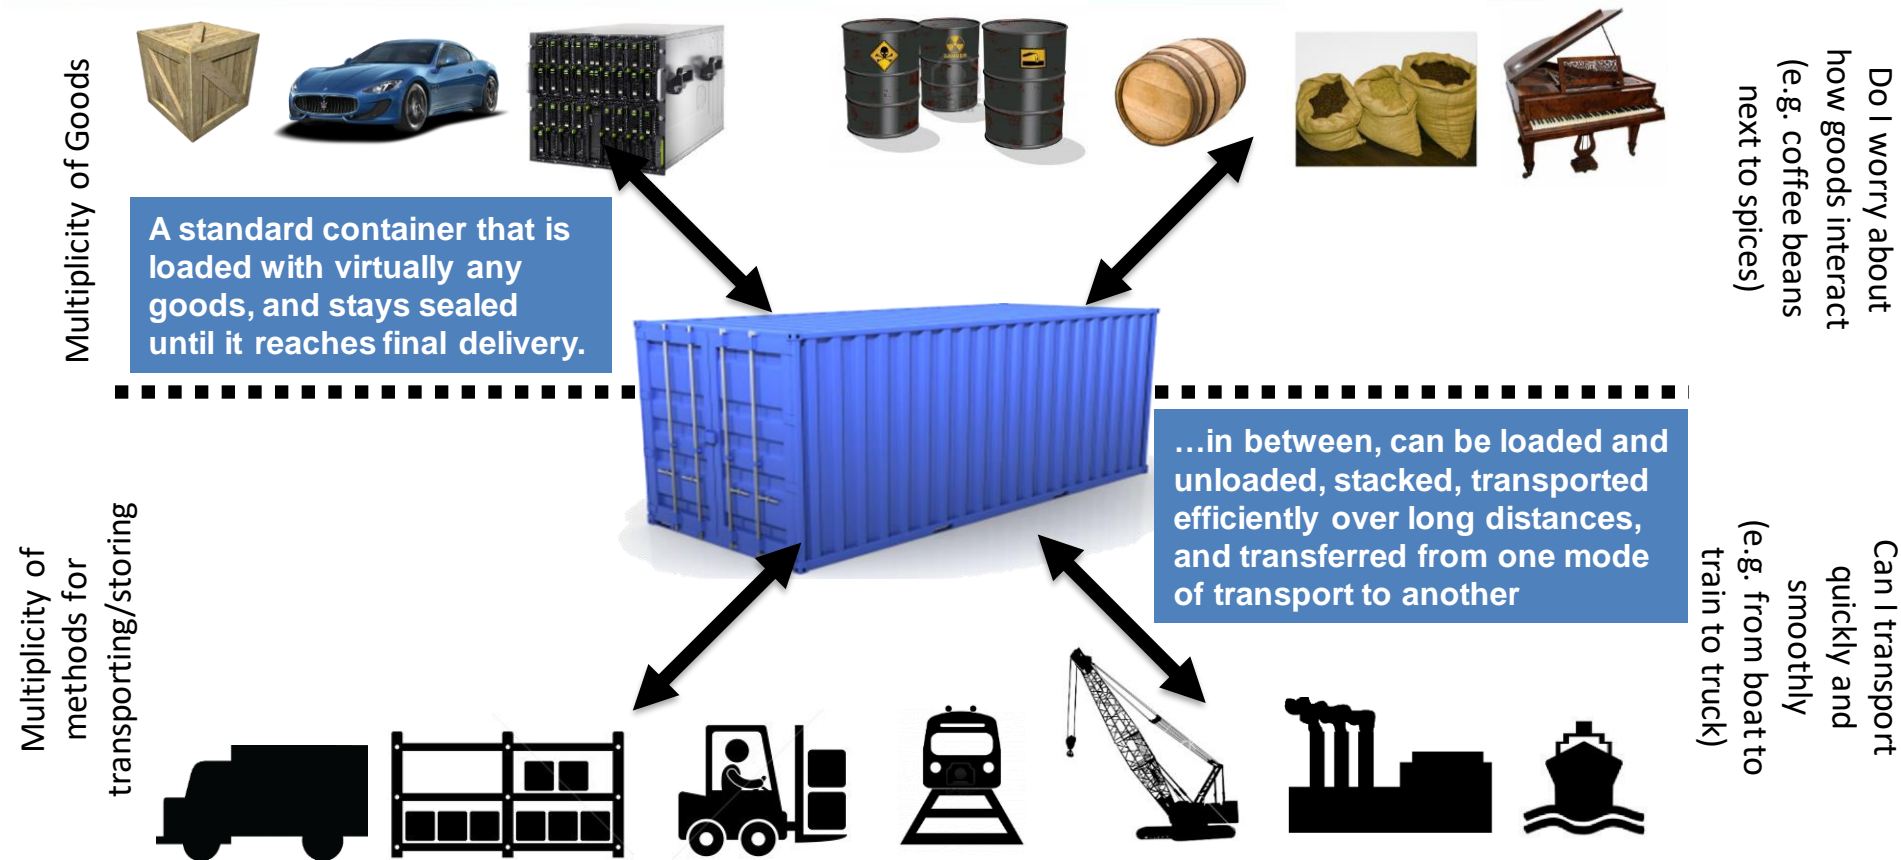 Multiplicity of Goods
A standard container that is
loaded with virtually any
goods, and stays sealed
until it reaches final delivery.
Do I worry about
how goods interact
(e.g. coffee beans
next to spices)
Multiplicity of
methods for
transporting/storing
…in between, can be loaded and
unloaded, stacked, transported
efficiently over long distances,
and transferred from one mode
of transport to another
Can I transport
quickly and
smoothly
(e.g. from boat to
train to truck)